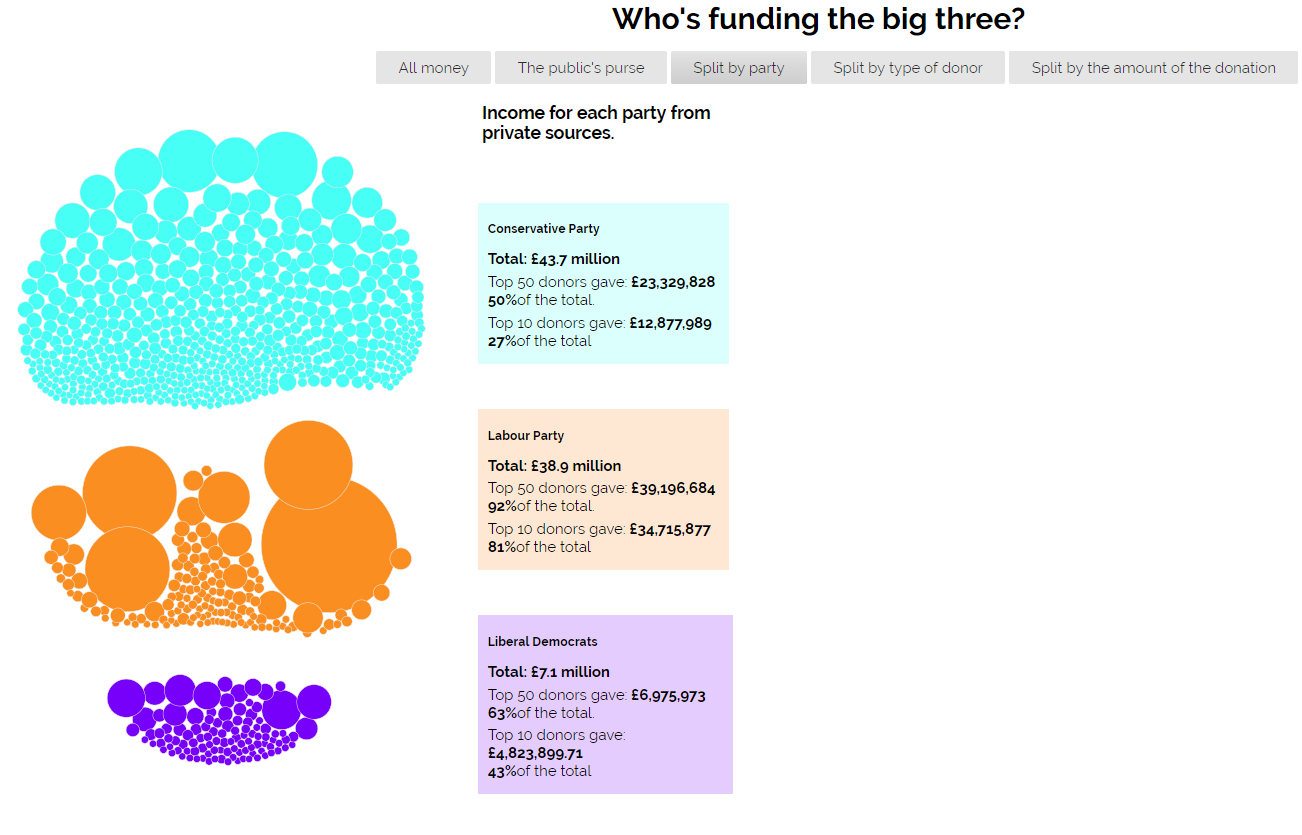 Who's funding the big three?
All money
The public's purse
Split by party
Split by type of donor
Split by the amount of the donation
Income for each party from
private sources.
Conservative Party
Total: £43.7 million
Top 50 donors gave: £23,329,828
50%of the total.
Top 10 donors gave: £12,877,989
27%of the total
Labour Party
Total: £38.9 million
Top 50 donors gave: £39,196,684
92%of the total.
Top 10 donors gave: £34,715,877
81%of the total
Liberal Democrats
Total: £7.1 million
Top 50 donors gave: £6,975,973
63%of the total.
Top 10 donors gave:
£4,823,899.71
43%of the total